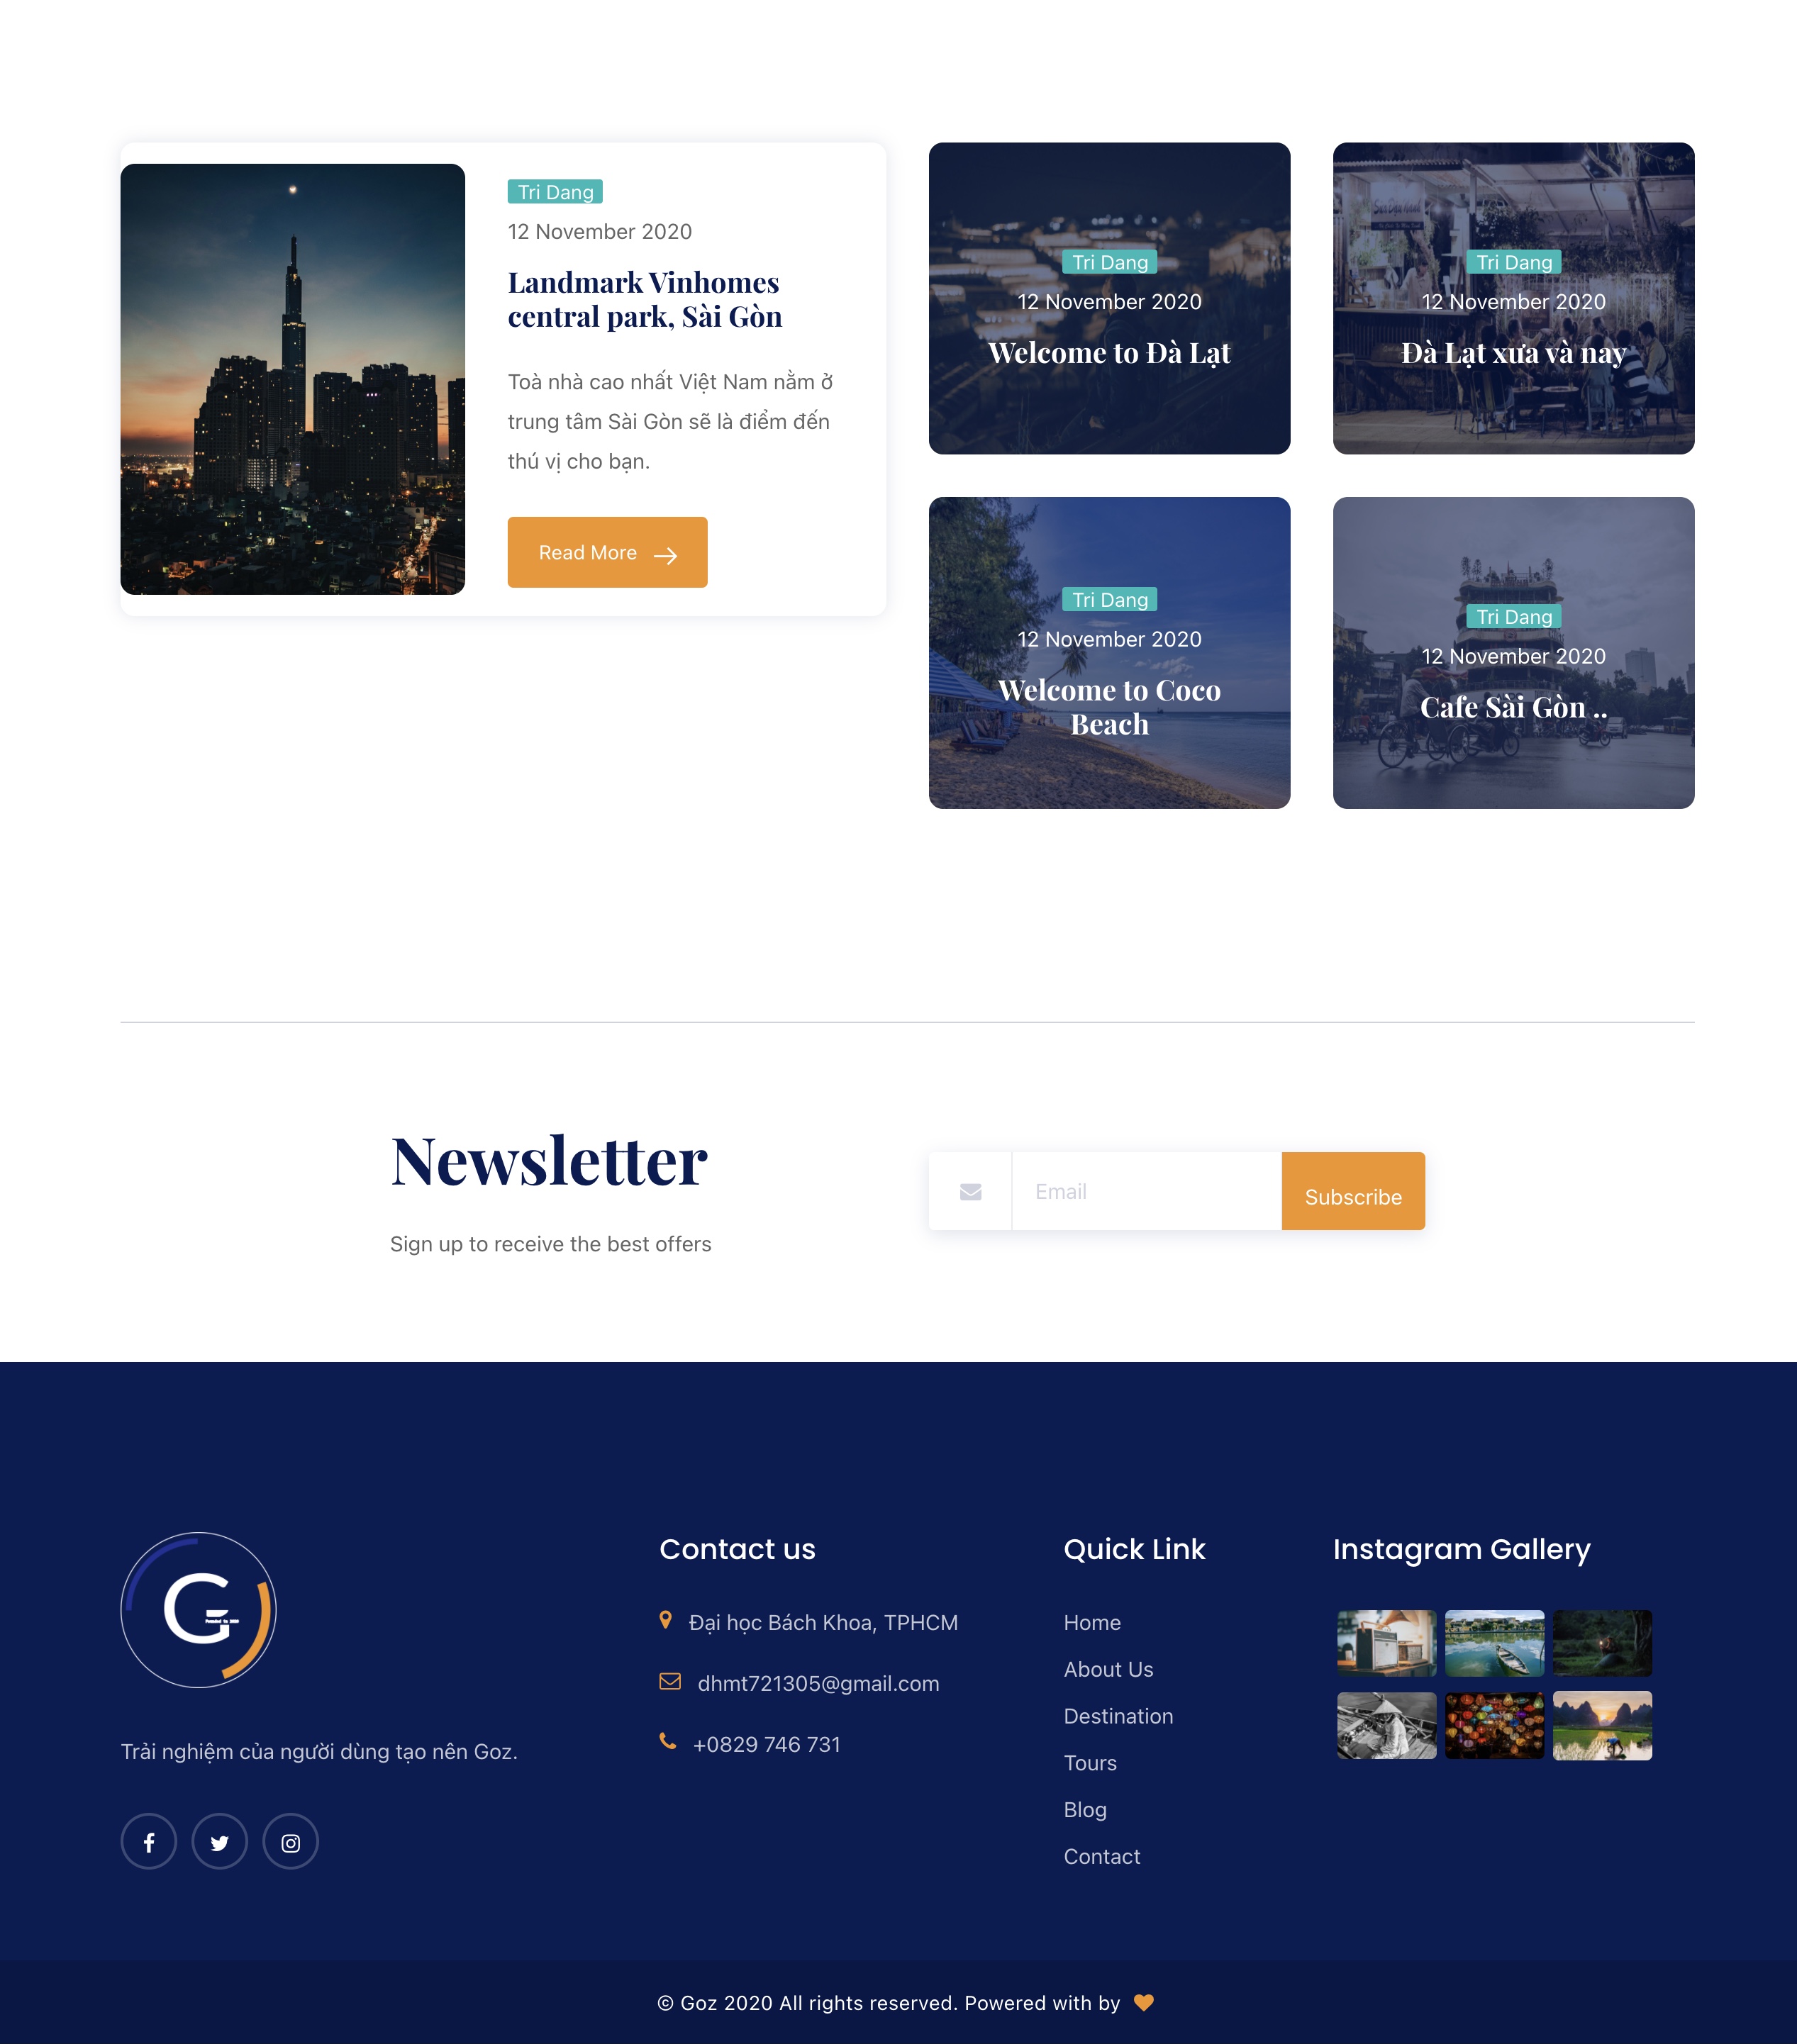 Tri Dang
12 November 2020
Landmark Vinhomes
central park, Sài Gòn
Toà nhà cao nhất Việt Nam nằm ở
trung tâm Sài Gòn sẽ là điểm đến
thú vị cho bạn.
Read More
Tri Dang
12 November 2020
Welcome to Đà Lạt
Tri Dang
12 November 2020
Đà Lạt xưa và nay
Tri Dang
12 November 2020
Welcome to Coco
Beach
Tri Dang
12 November 2020
Cafe Sài Gòn ..
Newsletter
Sign up to receive the best offers
Email
Subscribe
G
Trải nghiệm của người dùng tạo nên Goz.
Contact us
Đại học Bách Khoa, TPHCM
dhmt721305@gmail.com
+0829 746 731
Quick Link
Home
About Us
Destination
Tours
Blog
Contact
Instagram Gallery
© Goz 2020 All rights reserved. Powered with by